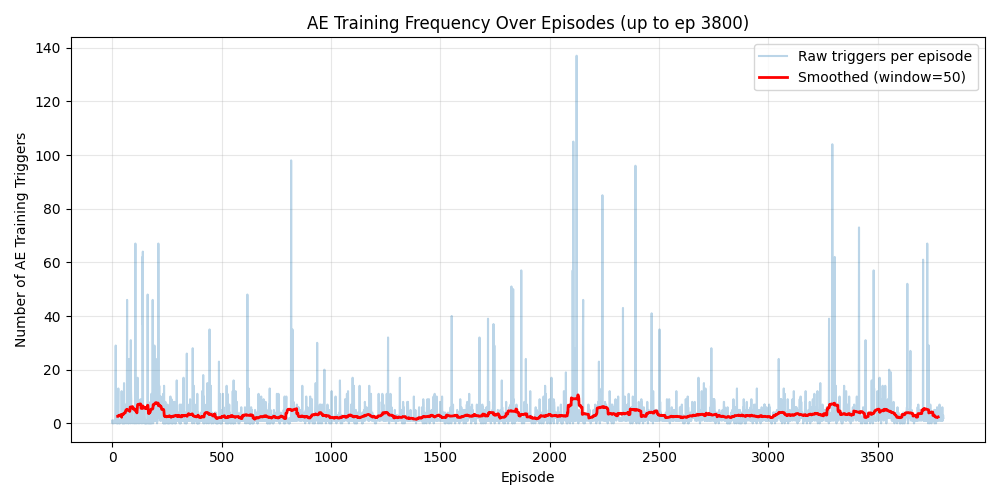 AE Training Frequency Over Episodes (up to ep 3800)
Raw triggers per episode
Smoothed (window=50)
Number of AE Training Triggers
140
120
100
80
60
40
20
0
0 500 1000 1500 2000 2500 3000 3500
Episode